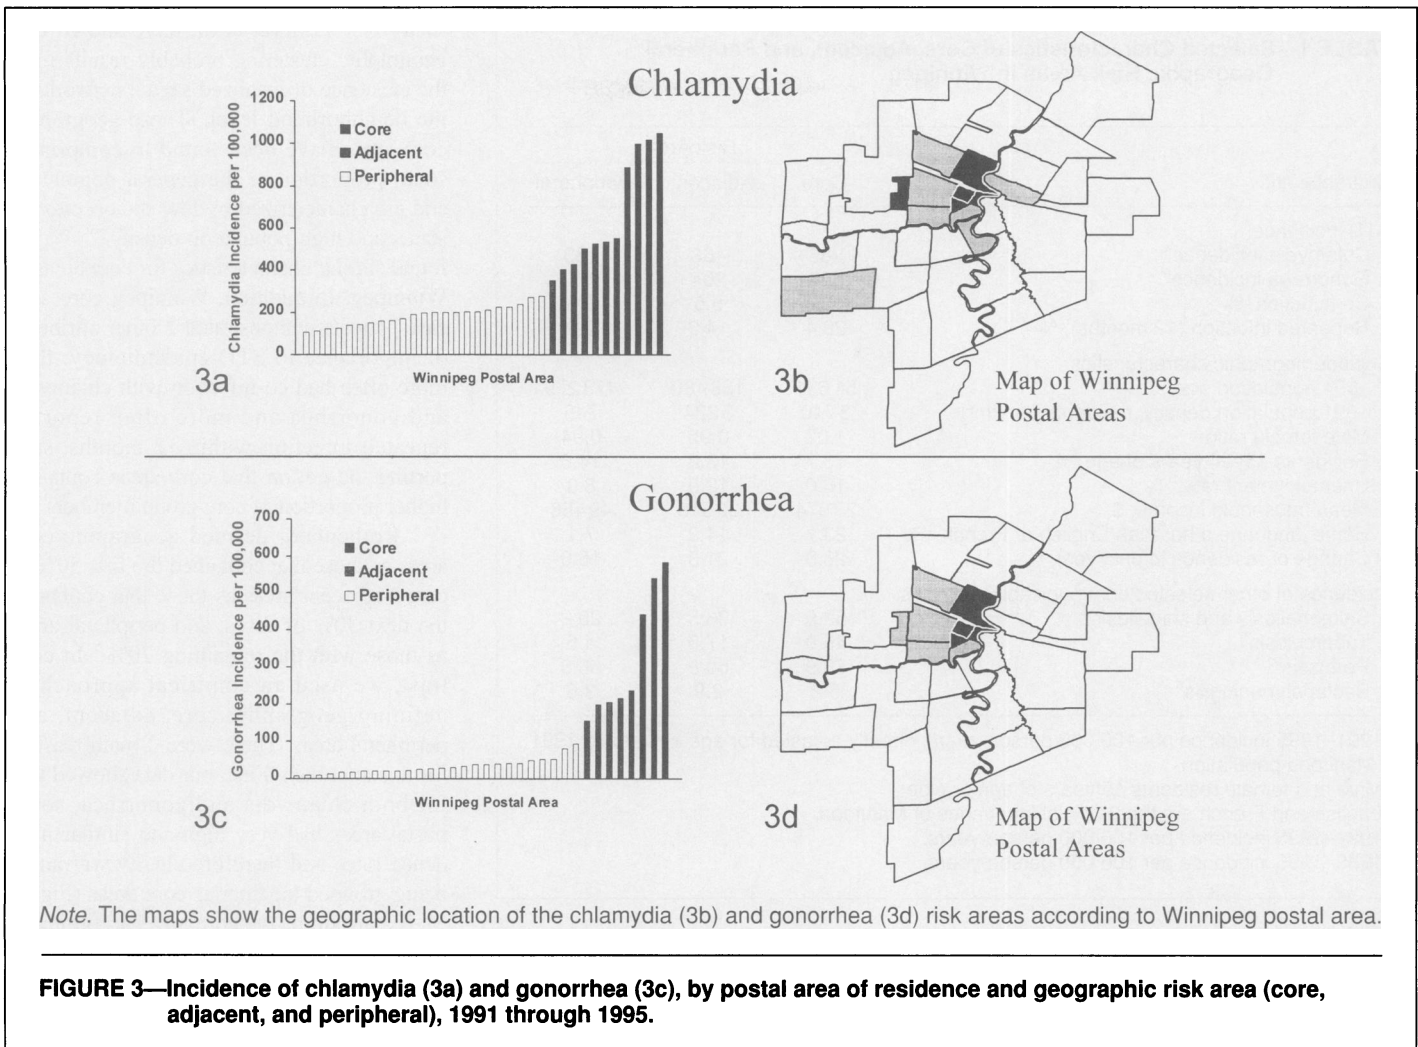 Chlamydia
Chlamydia Incidence per 100,000
1200
1000
800
600
400
200
0
Core
Adjacent
Peripheral
Winnipeg Postal Area
3a
3b
Map of Winnipeg
Postal Areas
Gonorrhea
Gonorrhea Incidence per 100,000
700
600
500
400
300
200
100
0
Core
Adjacent
Peripheral
Winnipeg Postal Area
3c
3d
Map of Winnipeg
Postal Areas
Note. The maps show the geographic location of the chlamydia (3b) and gonorrhea (3d) risk areas according to Winnipeg postal area.
FIGURE 3—Incidence of chlamydia (3a) and gonorrhea (3c), by postal area of residence and geographic risk area (core,
adjacent, and peripheral), 1991 through 1995.